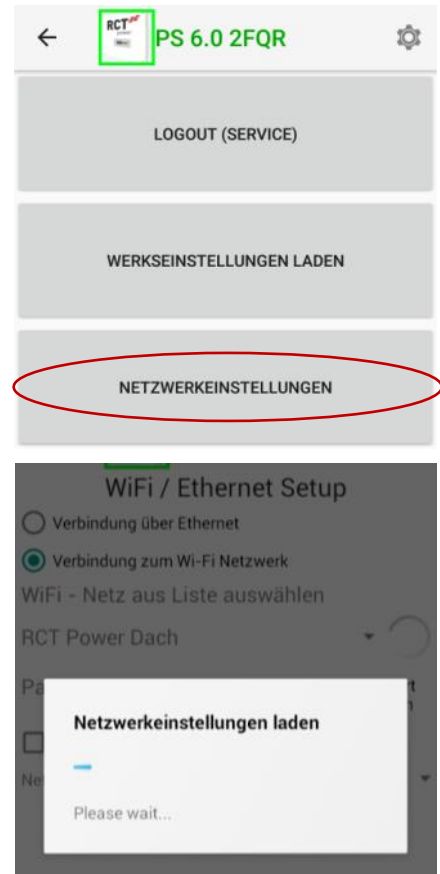 RCT
PS 6.0 2FQR
LOGOUT (SERVICE)
WERKSEINSTELLUNGEN LADEN
NETZWERKEINSTELLUNGEN
WiFi / Ethernet Setup
Verbindung über Ethernet
Verbindung zum Wi-Fi Netzwerk
WiFi - Netz aus Liste auswählen
RCT Power Dach
Netzwerkeinstellungen laden
Please wait...